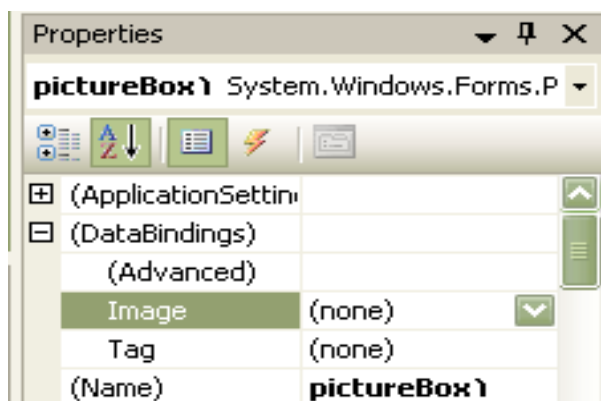 Properties
pictureBox1 System.Windows.Forms.P
(ApplicationSettin
(DataBindings)
(Advanced)
Image (none)
Tag (none)
(Name) pictureBox1